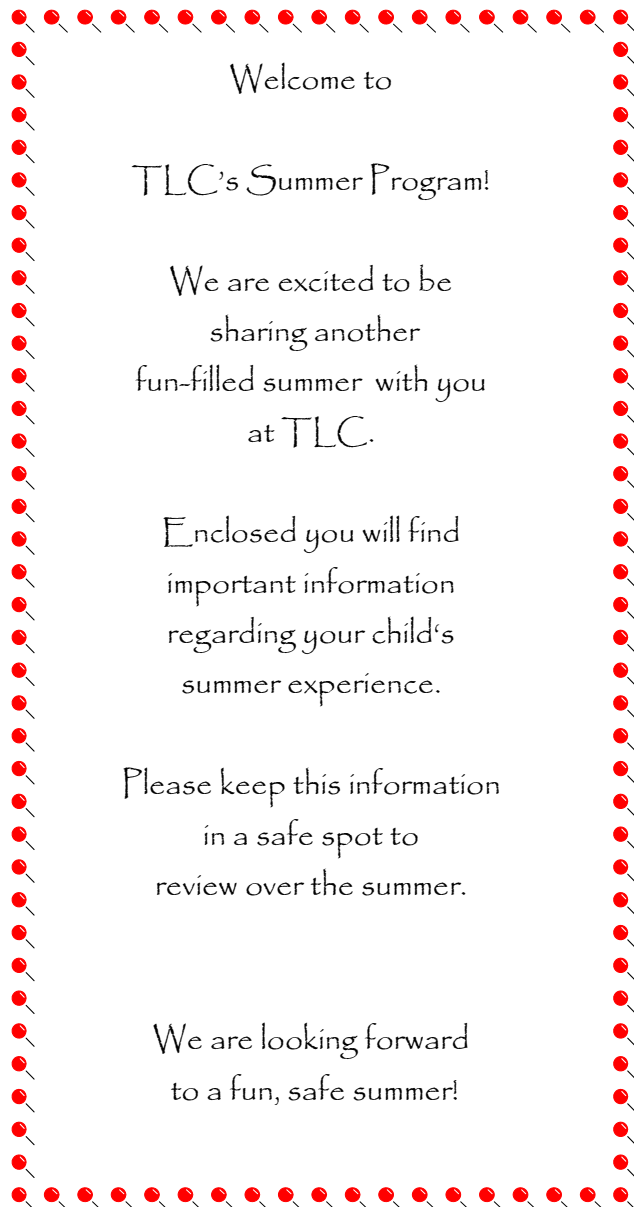 Welcome to
TLC's Summer Program!
We are excited to be
sharing another
fun-filled summer with you
at TLC.
Enclosed you will find
important information
regarding your child‘s
summer experience.
Please keep this information
in a safe spot to
review over the summer.
We are looking forward
to a fun, safe summer!